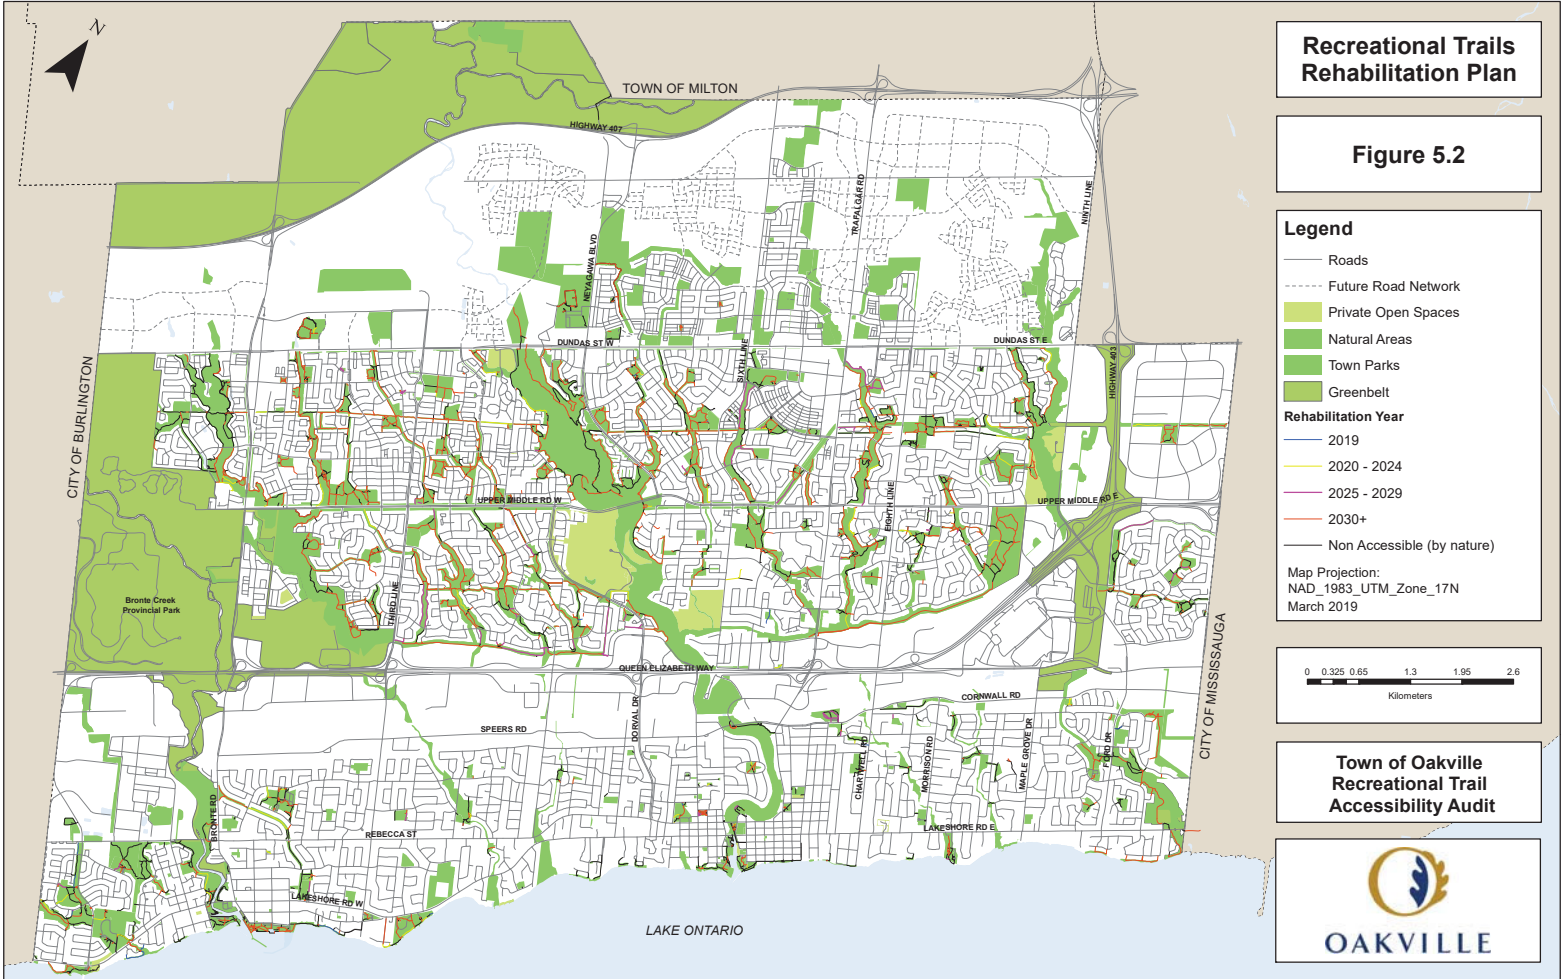 N
TOWN OF MILTON
HIGHWAY 407
NEYAGAWA BLVD
TRAFALGAR RD
NINTH LINE
DUNDAS ST W
SIXTH LINE
DUNDAS ST E
HIGHWAY 403
CITY OF BURLINGTON
UPPER MIDDLE RD W
EIGHTH LINE
UPPER MIDDLE RD E
Bronte Creek
Provincial Park
THIRD LINE
CITY OF MISSISSAUGA
QUEEN ELIZABETH WAY
CORNWALL RD
SPEERS RD
DORVAL DR
CHARTWELL RD
MORRISON RD
MAPLE GROVE DR
FORD DR
BRONTE RD
REBECCA ST
LAKESHORE RD E
LAKESHORE RD W
LAKE ONTARIO
Recreational Trails
Rehabilitation Plan
Figure 5.2
Legend
Roads
Future Road Network
Private Open Spaces
Natural Areas
Town Parks
Greenbelt
Rehabilitation Year
2019
2020 - 2024
2025 - 2029
2030+
Non Accessible (by nature)
Map Projection:
NAD_1983_UTM_Zone_17N
March 2019
0 0.325 0.65 1.3 1.95 2.6
Kilometers
Town of Oakville
Recreational Trail
Accessibility Audit
OAKVILLE